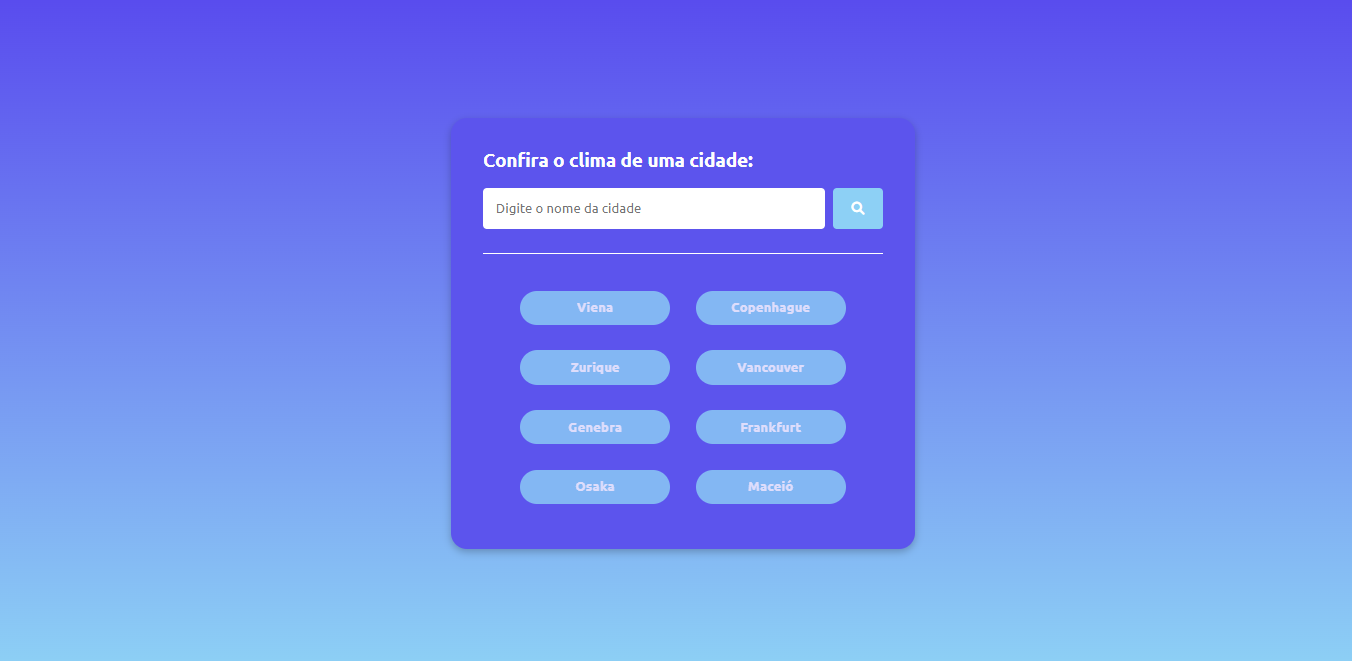 Confira o clima de uma cidade:
Digite o nome da cidade
Viena
Copenhague
Zurique
Vancouver
Genebra
Frankfurt
Osaka
Maceió